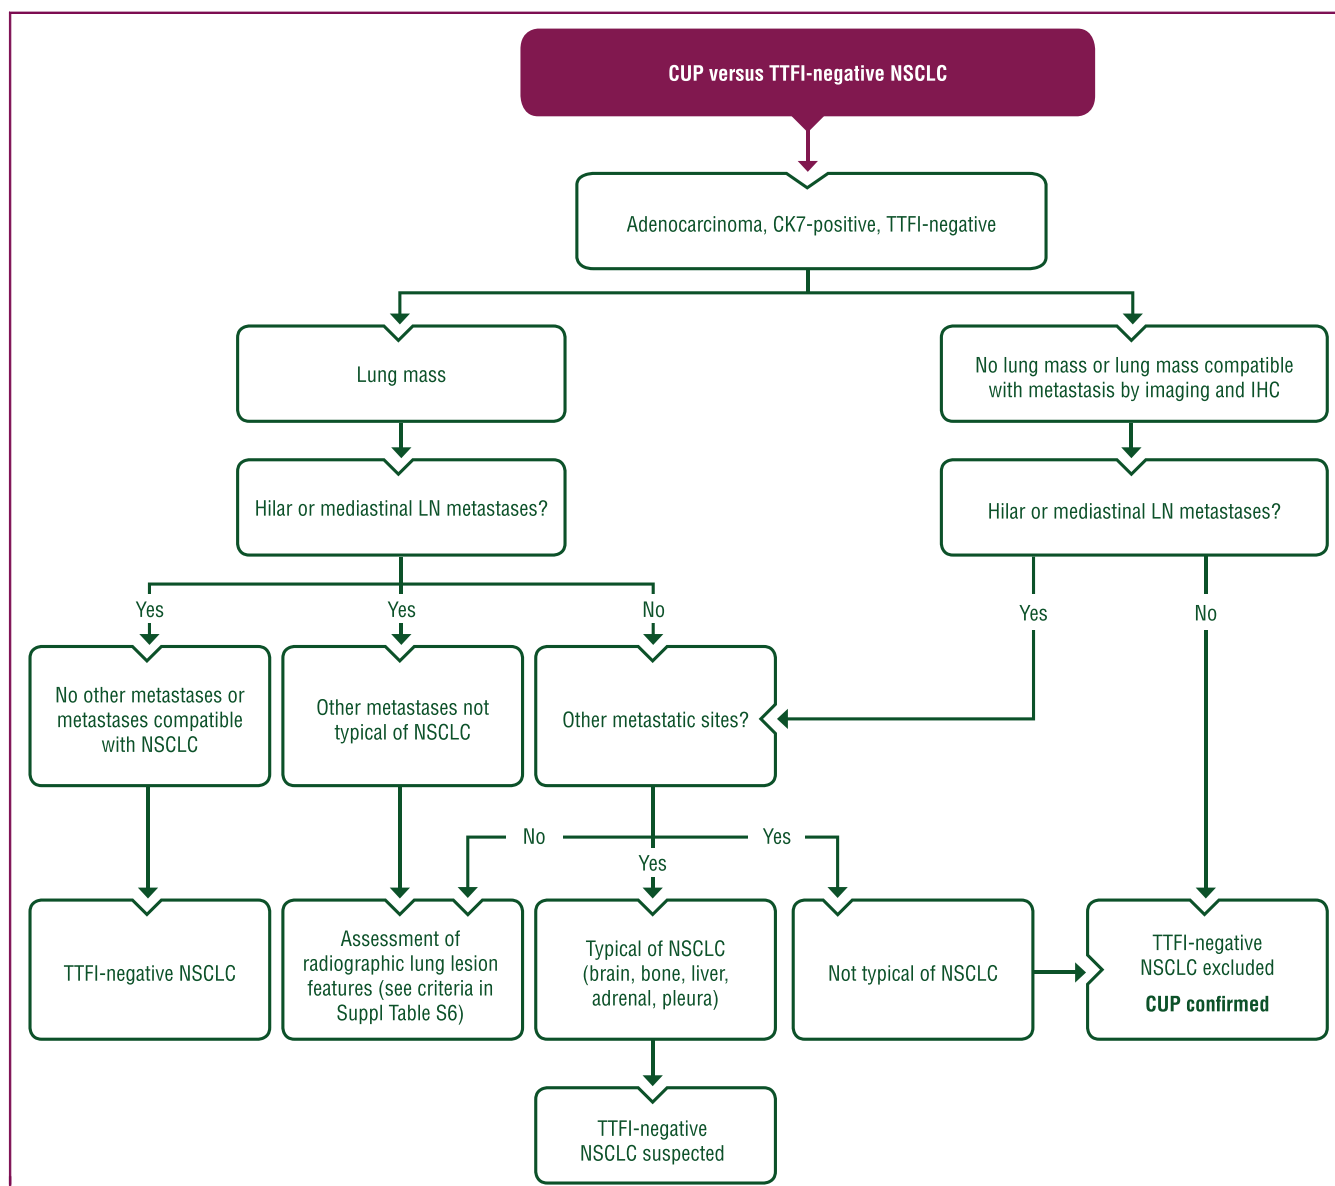 CUP versus TTFI-negative NSCLC
Adenocarcinoma, CK7-positive, TTFI-negative
Lung mass
No lung mass or lung mass compatible
with metastasis by imaging and IHC
Hilar or mediastinal LN metastases?
Hilar or mediastinal LN metastases?
Yes
Yes
No
Yes
No
No other metastases or
metastases compatible
with NSCLC
Other metastases not
typical of NSCLC
Other metastatic sites?
No
Yes
Yes
TTFI-negative NSCLC
Assessment of
radiographic lung lesion
features (see criteria in
Suppl Table S6)
Typical of NSCLC
(brain, bone, liver,
adrenal, pleura)
Not typical of NSCLC
TTFI-negative
NSCLC excluded
CUP confirmed
TTFI-negative
NSCLC suspected